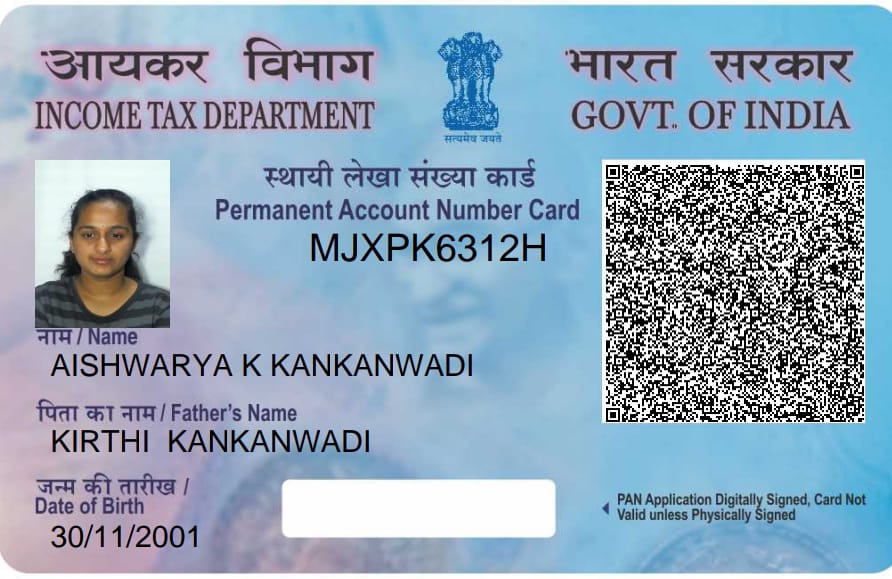 आयकर विभाग
INCOME TAX DEPARTMENT
सत्यमेव जयते
भारत सरकार
GOVT. OF INDIA
स्थायी लेखा संख्या कार्ड
Permanent Account Number Card
MJXPK6312H
नाम / Name
AISHWARYA K KANKANWADI
पिता का नाम / Father's Name
KIRTHI KANKANWADI
जन्म की तारीख /
Date of Birth
30/11/2001
PAN Application Digitally Signed, Card Not
Valid unless Physically Signed